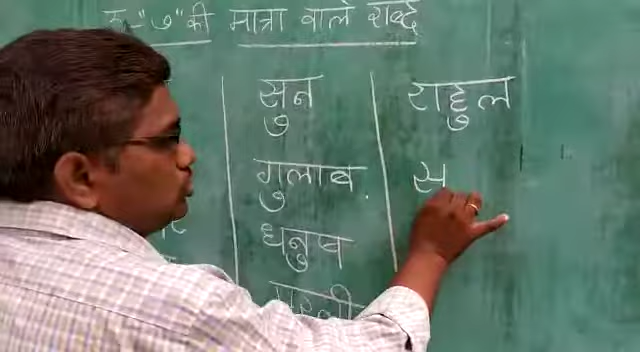 "ु" की मात्रा वाले शब्द
सुन
राहुल
गुलाब
स
धनुष